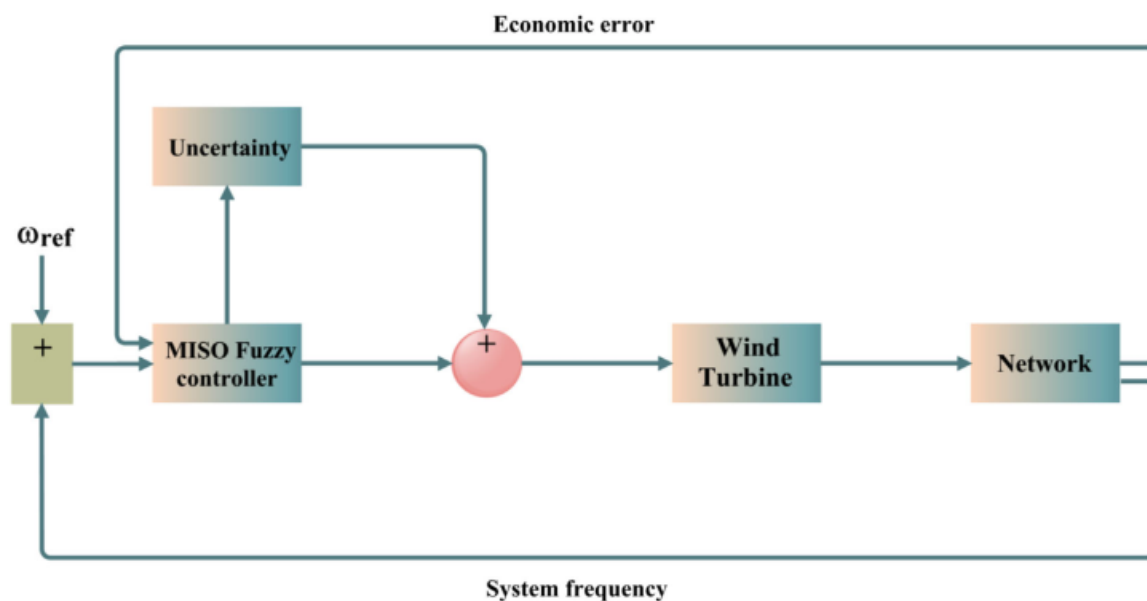 Economic error
Uncertainty
ωref
+
+
MISO Fuzzy
controller
Wind
Turbine
Network
System frequency